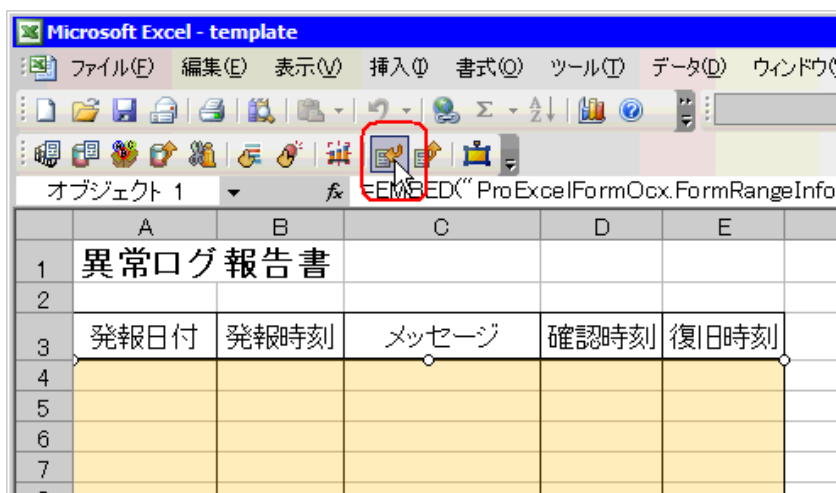 Microsoft Excel - template
ファイル(F) 編集(E) 表示(V) 挿入(I) 書式(O) ツール(T) データ(D) ウィンドウ(
オブジェクト 1 fx =EMBED("ProExcelFormOcx.FormRangeInfo
A B C D E
1 異常ログ報告書
2
3 発報日付 発報時刻 メッセージ 確認時刻 復旧時刻
4
5
6
7